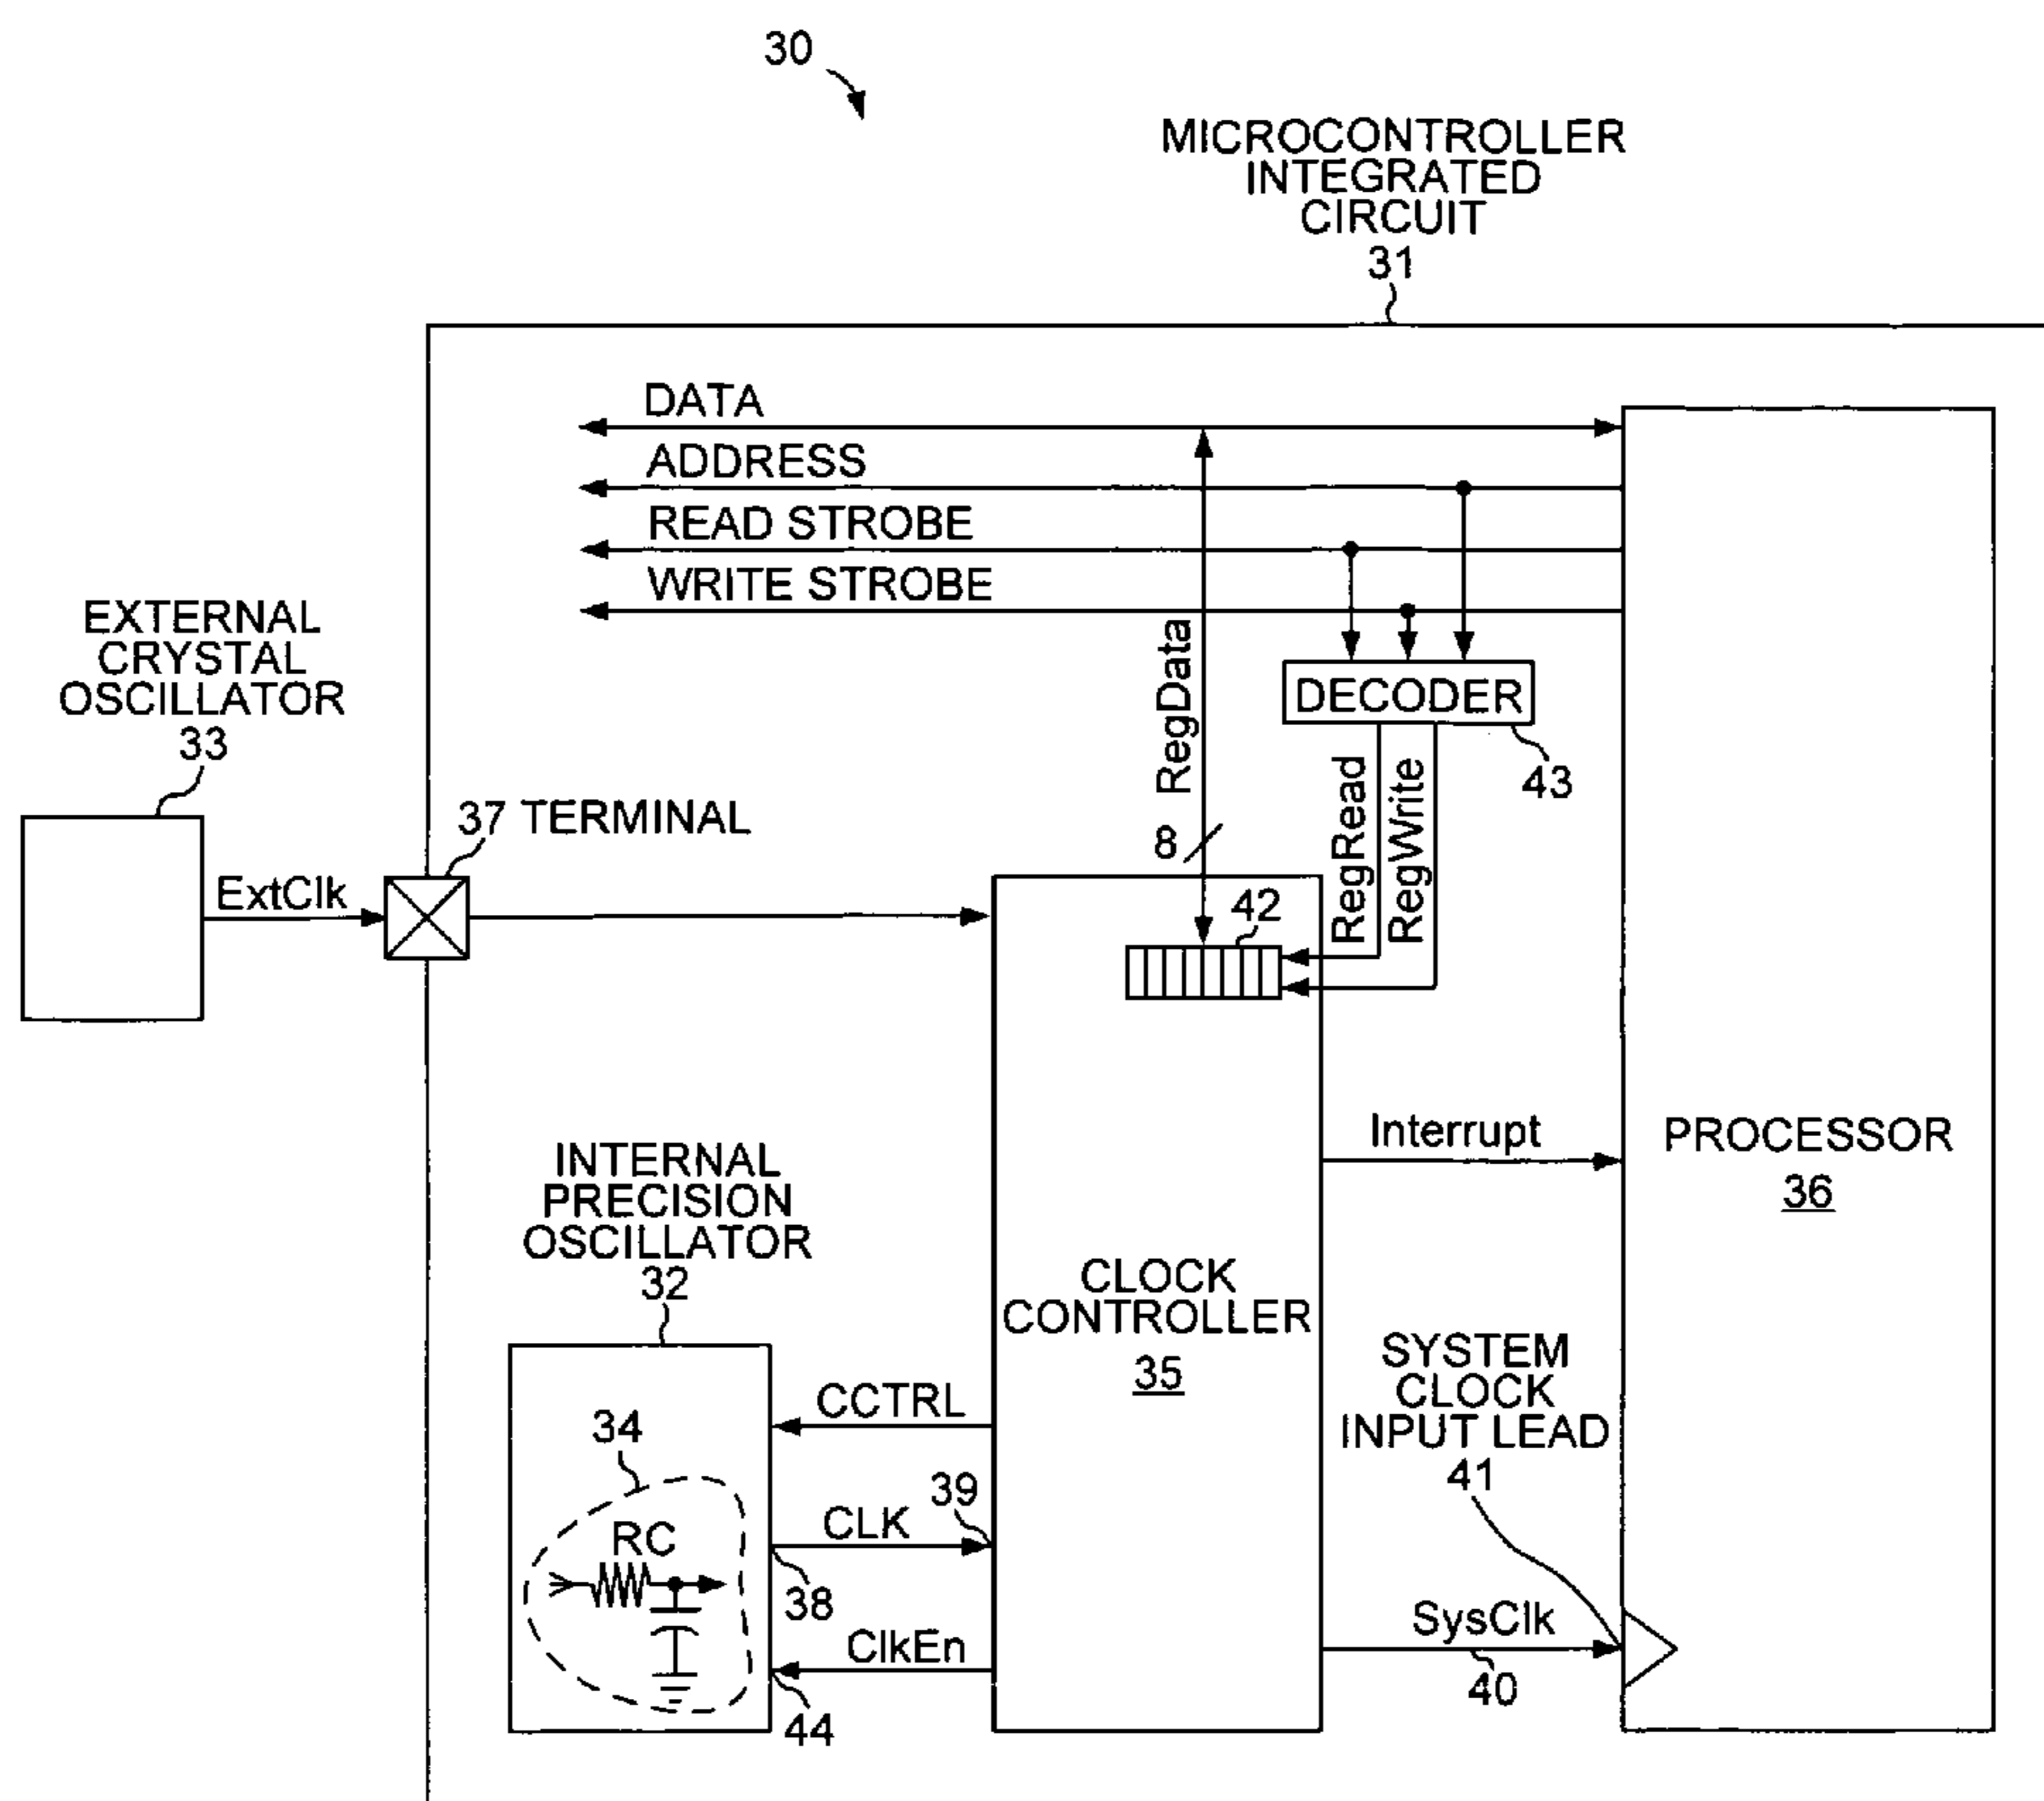 30
MICROCONTROLLER
INTEGRATED
CIRCUIT
31
DATA
ADDRESS
READ STROBE
WRITE STROBE
EXTERNAL
CRYSTAL
OSCILLATOR
33
RegData
8
DECODER
43
RegRead
RegWrite
37 TERMINAL
ExtClk
42
Interrupt
PROCESSOR
36
INTERNAL
PRECISION
OSCILLATOR
32
CLOCK
CONTROLLER
35
SYSTEM
CLOCK
INPUT LEAD
41
CCTRL
34
39
CLK
RC
38
ClkEn
44
SysClk
40